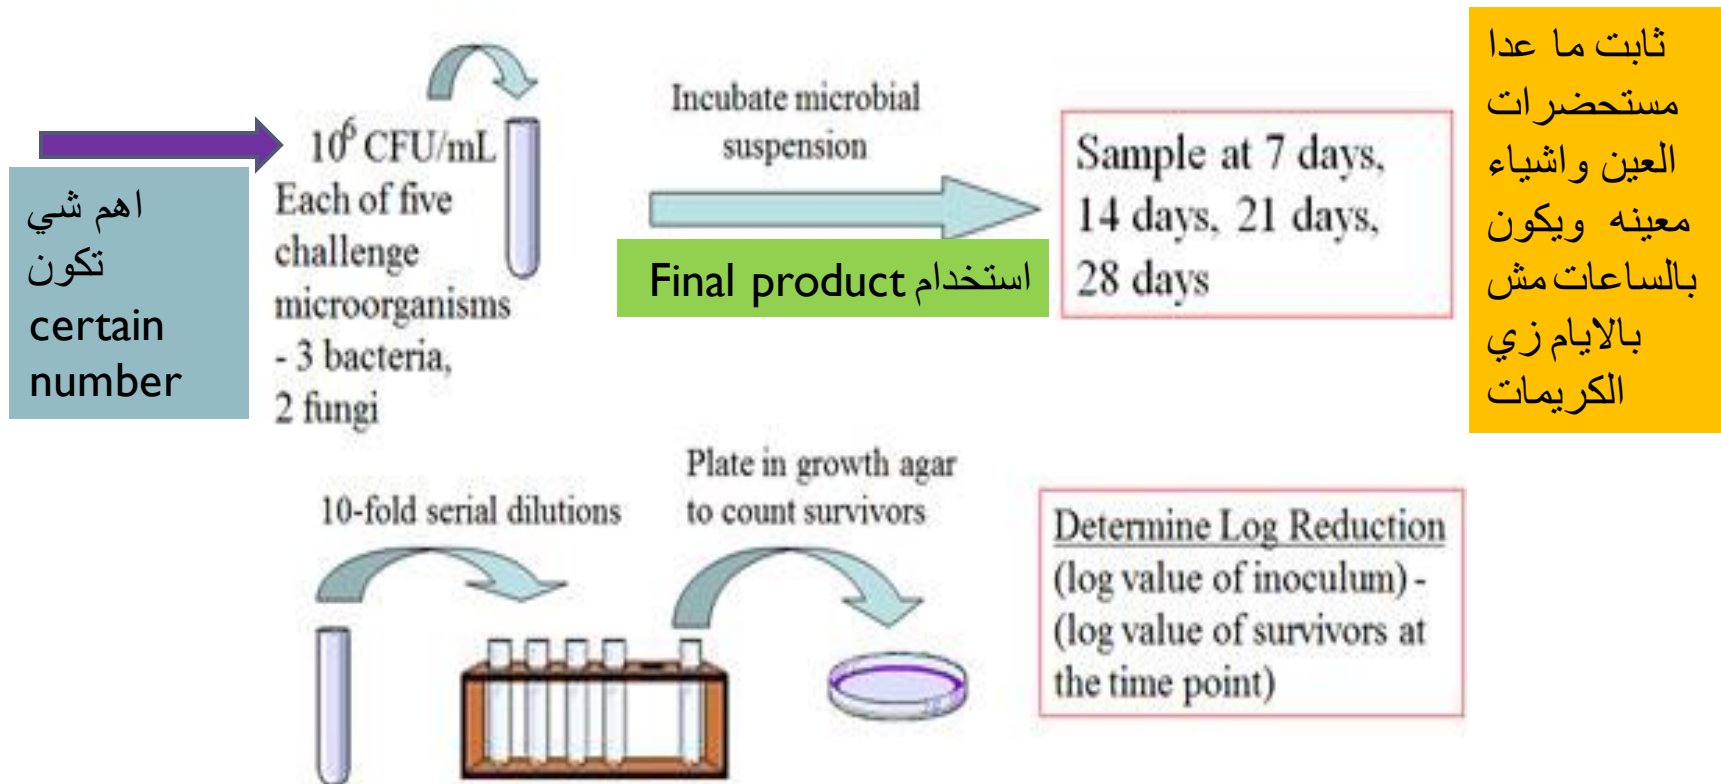 اهم شي
تكون
certain
number
10⁶ CFU/mL
Each of five
challenge
microorganisms
- 3 bacteria,
2 fungi
Incubate microbial
suspension
استخدام Final product
Sample at 7 days,
14 days, 21 days,
28 days
ثابت ما عدا
مستحضرات
العين واشياء
معينه ويكون
بالساعات مش
بالايام زي
الكريمات
10-fold serial dilutions
Plate in growth agar
to count survivors
Determine Log Reduction
(log value of inoculum) -
(log value of survivors at
the time point)